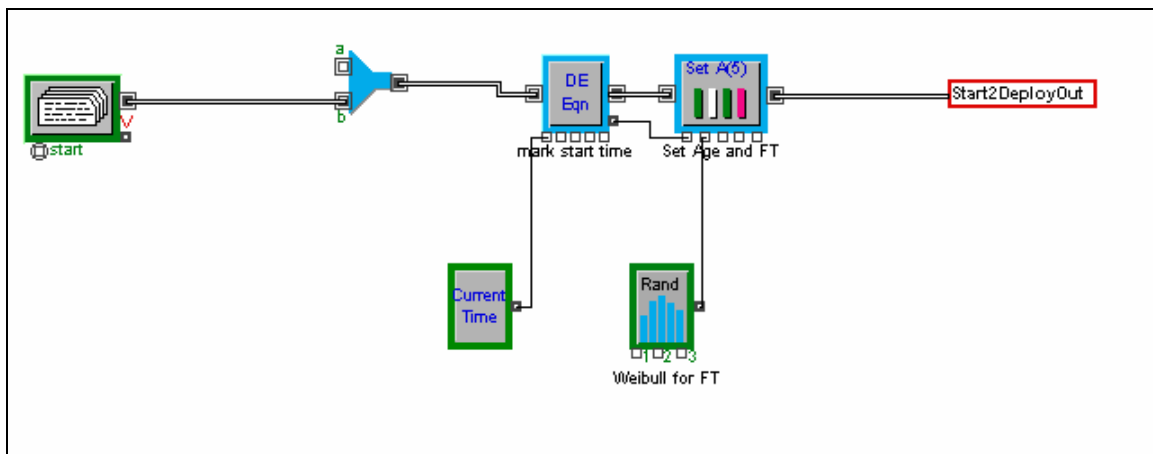 a
b
V
start
DE
Eqn
mark start time
Set A(5)
Set Age and FT
Start2DeployOut
Current
Time
Rand
1 2 3
Weibull for FT